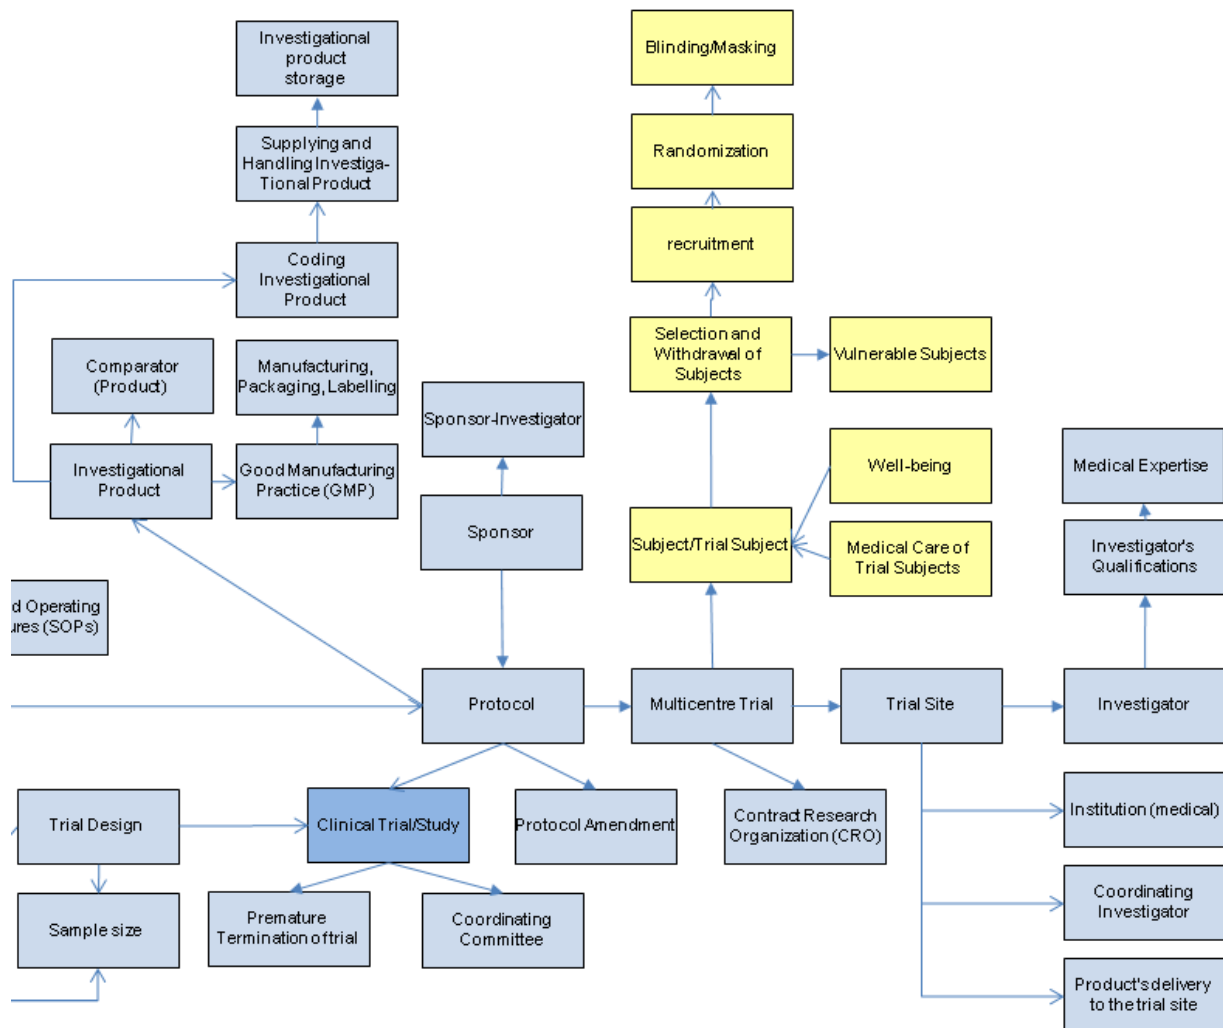 Investigational
product
storage
Blinding/Masking
Supplying and
Handling Investiga-
Tional Product
Randomization
recruitment
Coding
Investigational
Product
Selection and
Withdrawal of
Subjects
Vulnerable Subjects
Comparator
(Product)
Manufacturing,
Packaging, Labelling
Sponsor-Investigator
Investigational
Product
Good Manufacturing
Practice (GMP)
Well-being
Medical Expertise
Sponsor
Subject/Trial Subject
Medical Care of
Trial Subjects
Investigator's
Qualifications
d Operating
ures (SOPs)
Protocol
Multicentre Trial
Trial Site
Investigator
Trial Design
Clinical Trial/Study
Protocol Amendment
Contract Research
Organization (CRO)
Institution (medical)
Sample size
Premature
Termination of trial
Coordinating
Committee
Coordinating
Investigator
Product's delivery
to the trial site